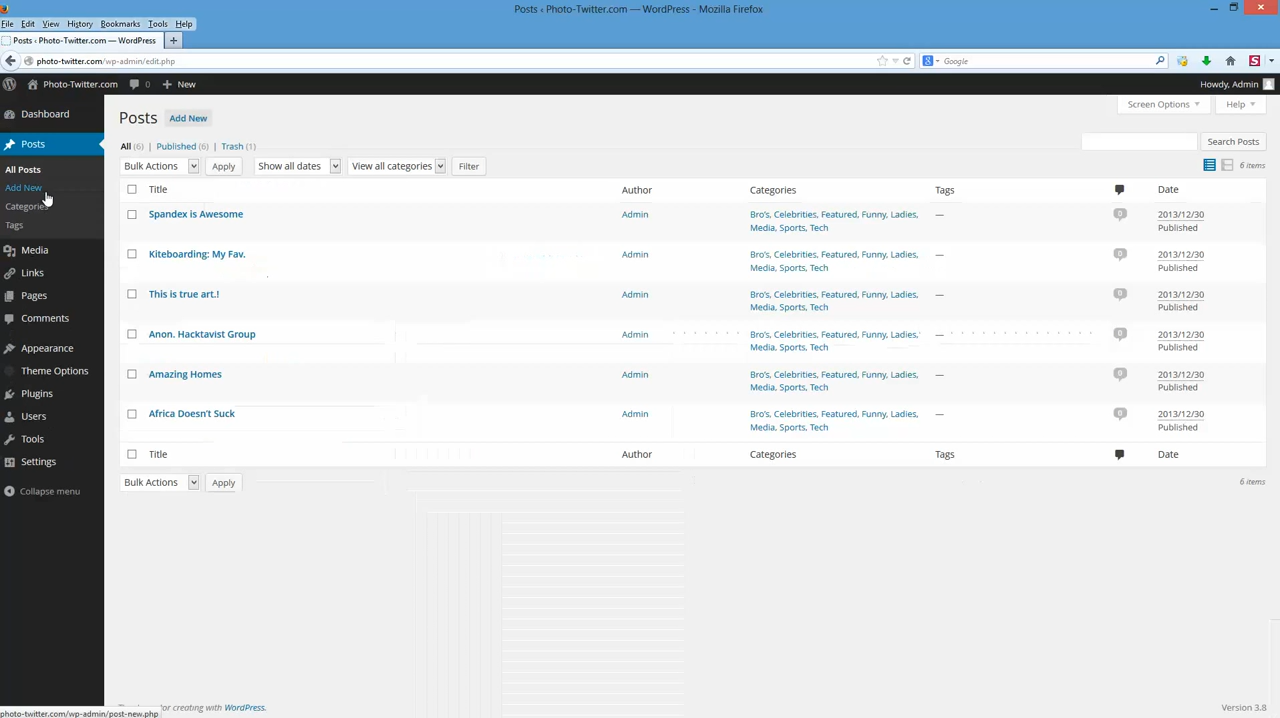 Posts ‹ Photo-Twitter.com — WordPress - Mozilla Firefox
File Edit View History Bookmarks Tools Help
Posts ‹ Photo-Twitter.com — WordPress +
photo-twitter.com/wp-admin/edit.php Google
Photo-Twitter.com 0 + New Howdy, Admin
Screen Options Help
Dashboard
Posts
All Posts
Add New
Categories
Tags
Media
Links
Pages
Comments
Appearance
Theme Options
Plugins
Users
Tools
Settings
Collapse menu
Posts Add New
All (6) | Published (6) | Trash (1) Search Posts
Bulk Actions Apply Show all dates View all categories Filter 6 items
Title Author Categories Tags Date
Spandex is Awesome Admin Bro's, Celebrities, Featured, Funny, Ladies, — 0 2013/12/30
Media, Sports, Tech Published
Kiteboarding: My Fav. Admin Bro's, Celebrities, Featured, Funny, Ladies, — 0 2013/12/30
Media, Sports, Tech Published
This is true art.! Admin Bro's, Celebrities, Featured, Funny, Ladies, — 0 2013/12/30
Media, Sports, Tech Published
Anon. Hacktavist Group Admin Bro's, Celebrities, Featured, Funny, Ladies, — 0 2013/12/30
Media, Sports, Tech Published
Amazing Homes Admin Bro's, Celebrities, Featured, Funny, Ladies, — 0 2013/12/30
Media, Sports, Tech Published
Africa Doesn't Suck Admin Bro's, Celebrities, Featured, Funny, Ladies, — 0 2013/12/30
Media, Sports, Tech Published
Title Author Categories Tags Date
Bulk Actions Apply 6 items
for creating with WordPress. Version 3.8
photo-twitter.com/wp-admin/post-new.php